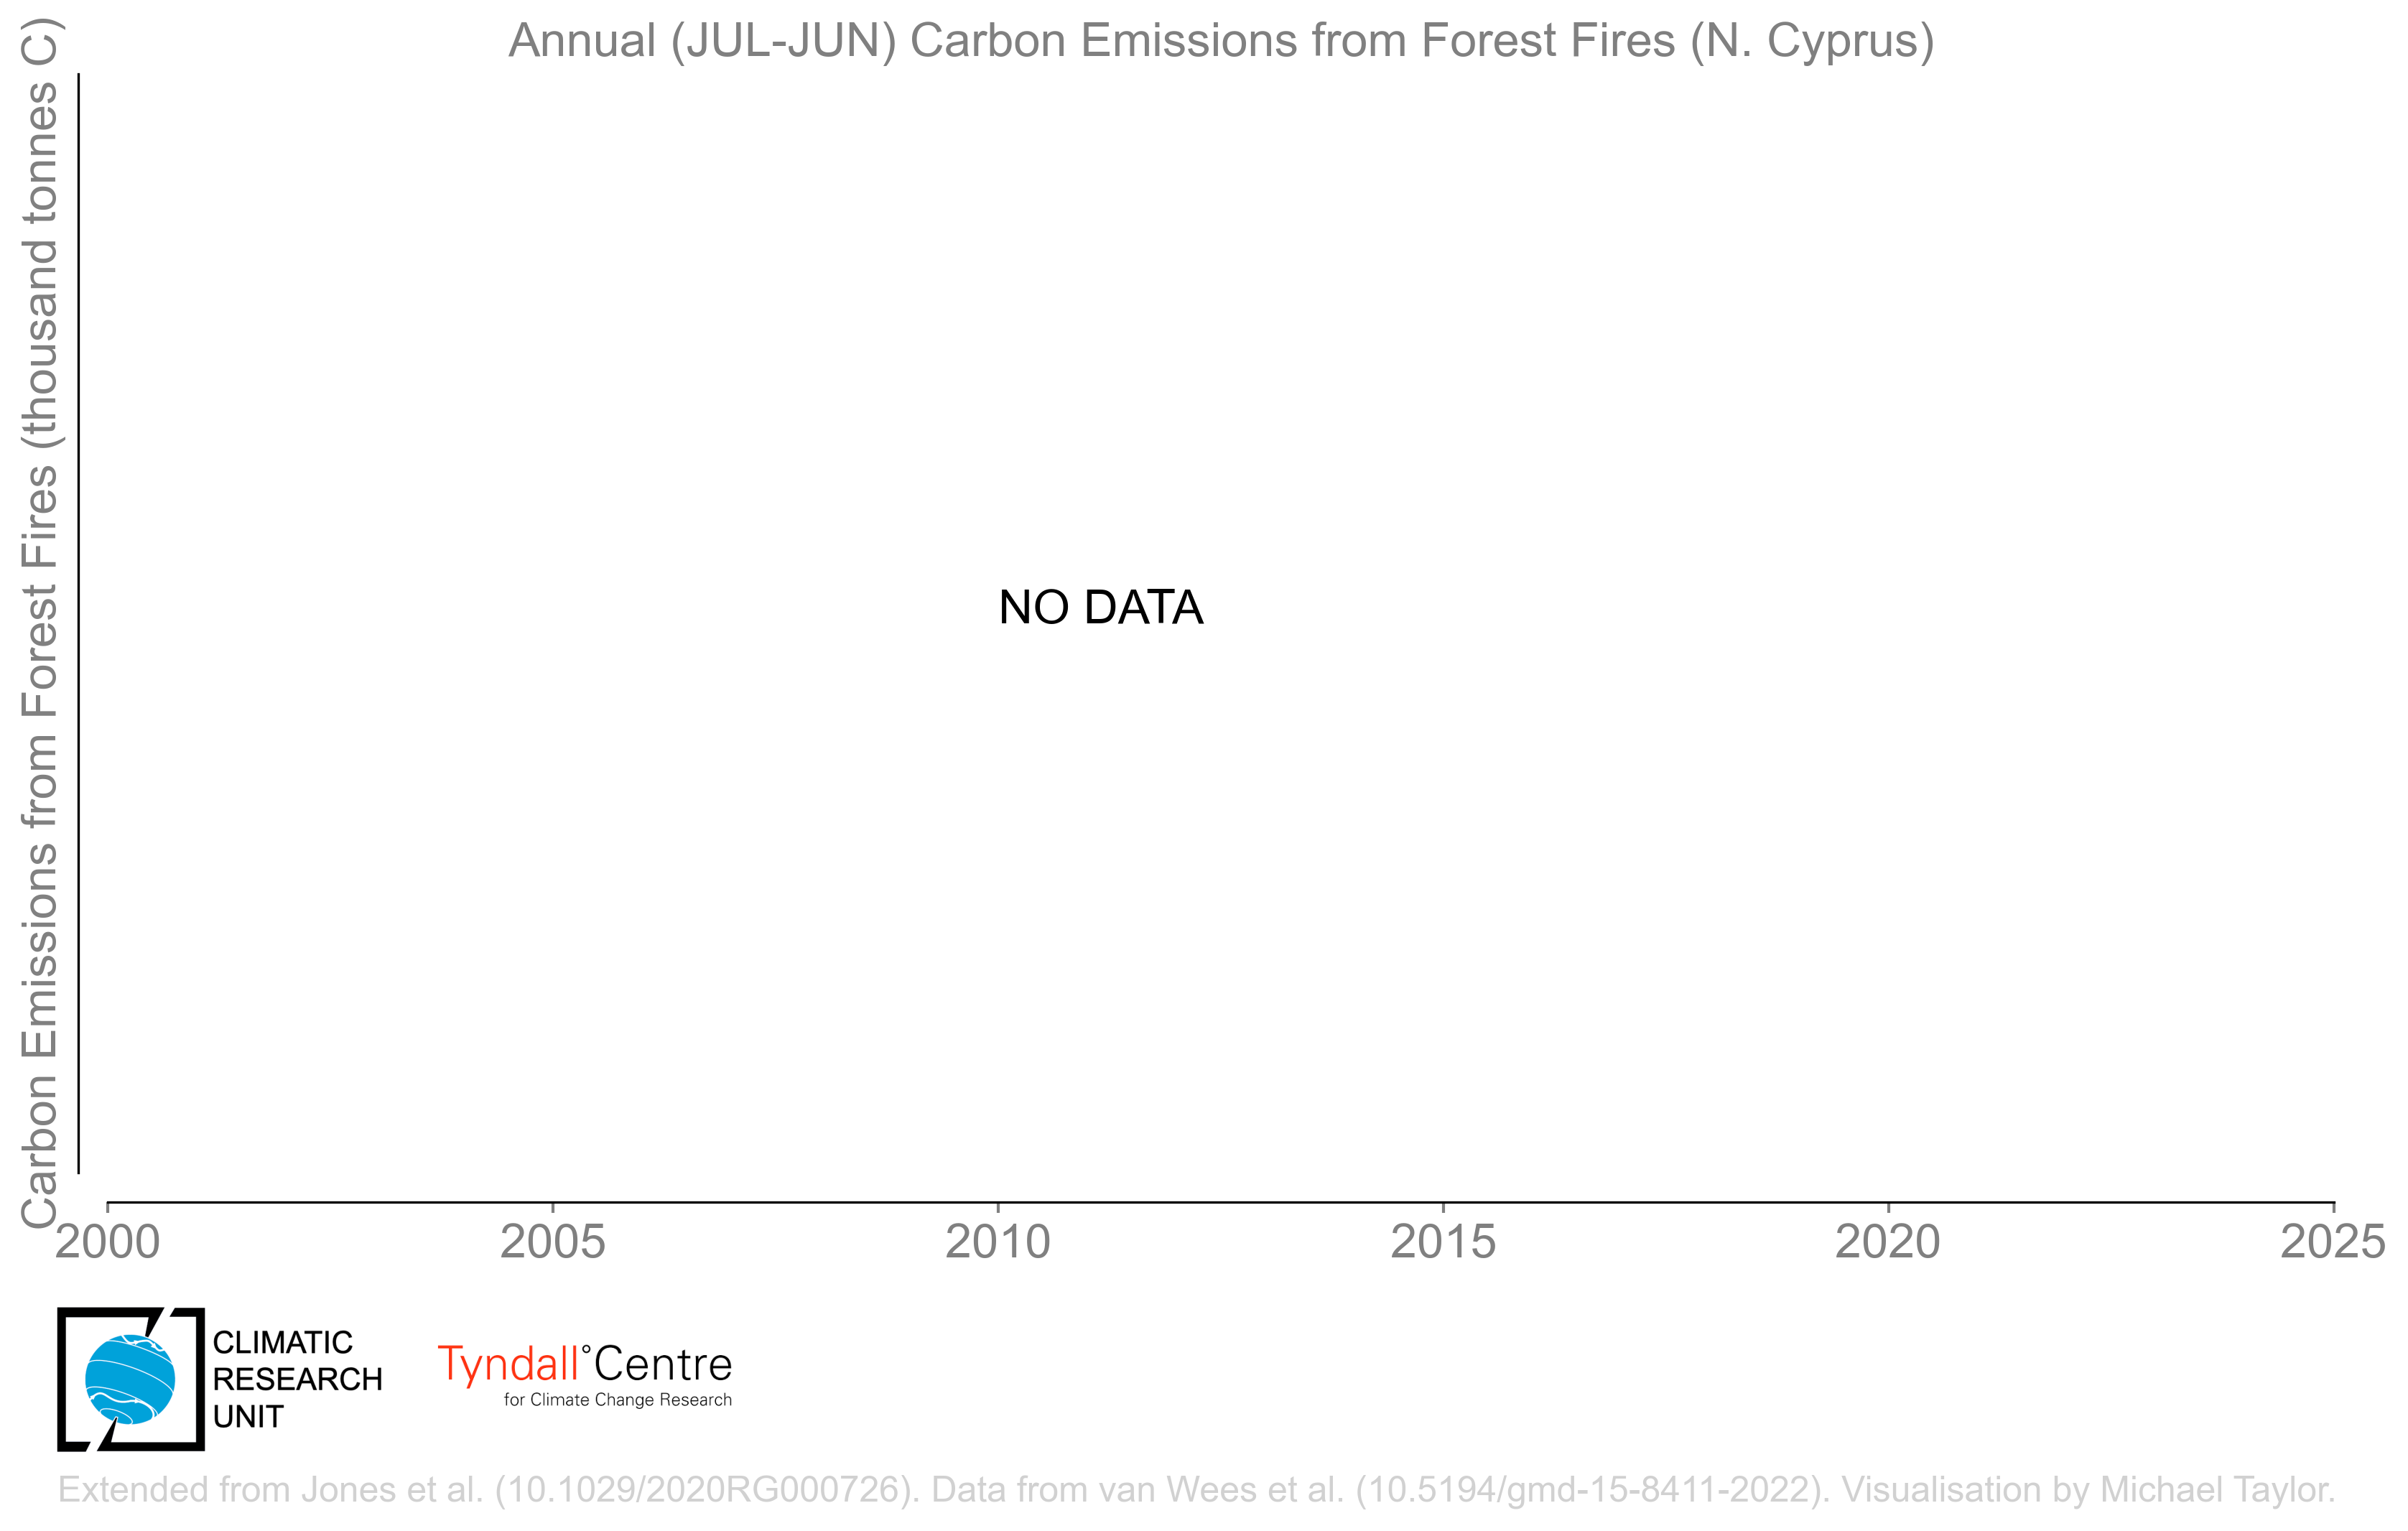 Annual (JUL-JUN) Carbon Emissions from Forest Fires (N. Cyprus)
Carbon Emissions from Forest Fires (thousand tonnes C)
NO DATA
2000 2005 2010 2015 2020 2025
CLIMATIC
RESEARCH
UNIT
Tyndall°Centre
for Climate Change Research
Extended from Jones et al. (10.1029/2020RG000726). Data from van Wees et al. (10.5194/gmd-15-8411-2022). Visualisation by Michael Taylor.